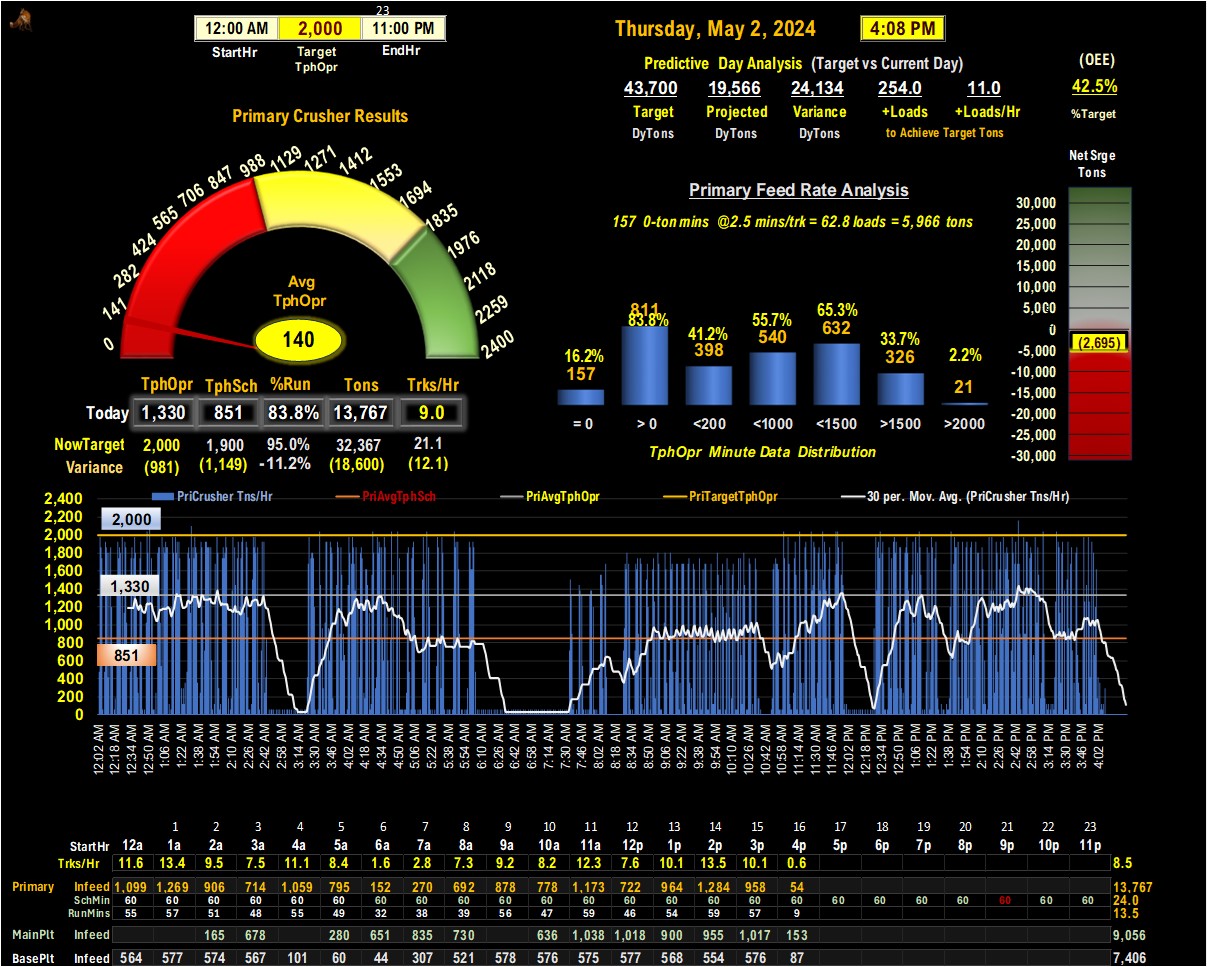 23
12:00 AM 2,000 11:00 PM
StartHr Target TphOpr EndHr
Thursday, May 2, 2024 4:08 PM
Predictive Day Analysis (Target vs Current Day)
43,700 19,566 24,134 254.0 11.0
Target Projected Variance +Loads +Loads/Hr
DyTons DyTons DyTons to Achieve Target Tons
(OEE)
42.5%
%Target
Primary Crusher Results
0 141 282 424 565 706 847 988 1129 1271 1412 1553 1694 1835 1976 2118 2259 2400
Avg
TphOpr
140
TphOpr TphSch %Run Tons Trks/Hr
Today 1,330 851 83.8% 13,767 9.0
NowTarget 2,000 1,900 95.0% 32,367 21.1
Variance (981) (1,149) -11.2% (18,600) (12.1)
Primary Feed Rate Analysis
157 0-ton mins @2.5 mins/trk = 62.8 loads = 5,966 tons
16.2% 83.8% 41.2% 55.7% 65.3% 33.7% 2.2%
157 811 398 540 632 326 21
= 0 > 0 <200 <1000 <1500 >1500 >2000
TphOpr Minute Data Distribution
Net Srge
Tons
30,000
25,000
20,000
15,000
10,000
5,000
0
(2,695)
-5,000
-10,000
-15,000
-20,000
-25,000
-30,000
PriCrusher Tns/Hr PriAvgTphSch PriAvgTphOpr PriTargetTphOpr 30 per. Mov. Avg. (PriCrusher Tns/Hr)
2,400
2,200
2,000
1,800
1,600
1,400
1,200
1,000
800
600
400
200
0
2,000
1,330
851
12:02 AM 12:18 AM 12:34 AM 12:50 AM 1:06 AM 1:22 AM 1:38 AM 1:54 AM 2:10 AM 2:26 AM 2:42 AM 2:58 AM 3:14 AM 3:30 AM 3:46 AM 4:02 AM 4:18 AM 4:34 AM 4:50 AM 5:06 AM 5:22 AM 5:38 AM 5:54 AM 6:10 AM 6:26 AM 6:42 AM 6:58 AM 7:14 AM 7:30 AM 7:46 AM 8:02 AM 8:18 AM 8:34 AM 8:50 AM 9:06 AM 9:22 AM 9:38 AM 9:54 AM 10:10 AM 10:26 AM 10:42 AM 10:58 AM 11:14 AM 11:30 AM 11:46 AM 12:02 PM 12:18 PM 12:34 PM 12:50 PM 1:06 PM 1:22 PM 1:38 PM 1:54 PM 2:10 PM 2:26 PM 2:42 PM 2:58 PM 3:14 PM 3:30 PM 3:46 PM 4:02 PM
1 2 3 4 5 6 7 8 9 10 11 12 13 14 15 16 17 18 19 20 21 22 23
StartHr 12a 1a 2a 3a 4a 5a 6a 7a 8a 9a 10a 11a 12p 1p 2p 3p 4p 5p 6p 7p 8p 9p 10p 11p
Trks/Hr 11.6 13.4 9.5 7.5 11.1 8.4 1.6 2.8 7.3 9.2 8.2 12.3 7.6 10.1 13.5 10.1 0.6 8.5
Primary Infeed 1,099 1,269 906 714 1,059 795 152 270 692 878 778 1,173 722 964 1,284 958 54 13,767
SchMin 60 60 60 60 60 60 60 60 60 60 60 60 60 60 60 60 60 60 60 60 60 60 60 60 24.0
RunMins 55 57 51 48 55 49 32 38 39 56 47 59 46 54 59 57 9 13.5
MainPlt Infeed 165 678 280 651 835 730 636 1,038 1,018 900 955 1,017 153 9,056
BasePlt Infeed 564 577 574 567 101 60 44 307 521 578 576 575 577 568 554 576 87 7,406